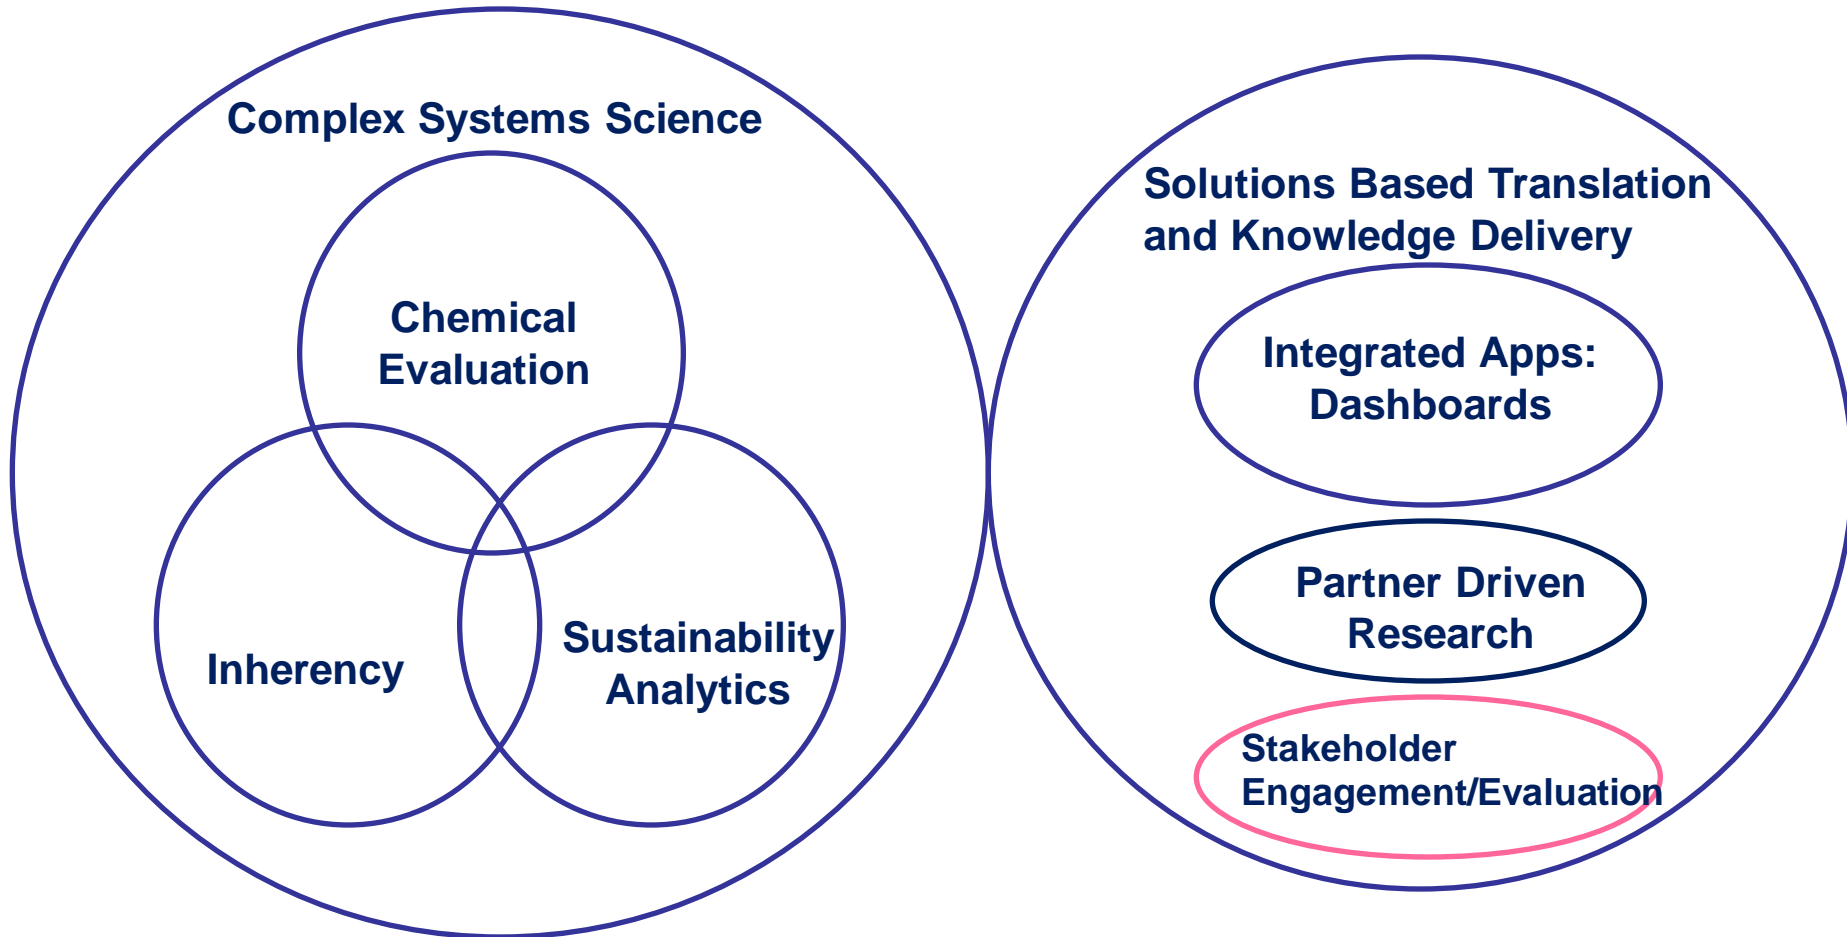 Complex Systems Science
Chemical
Evaluation
Inherency
Sustainability
Analytics
Solutions Based Translation
and Knowledge Delivery
Integrated Apps:
Dashboards
Partner Driven
Research
Stakeholder
Engagement/Evaluation